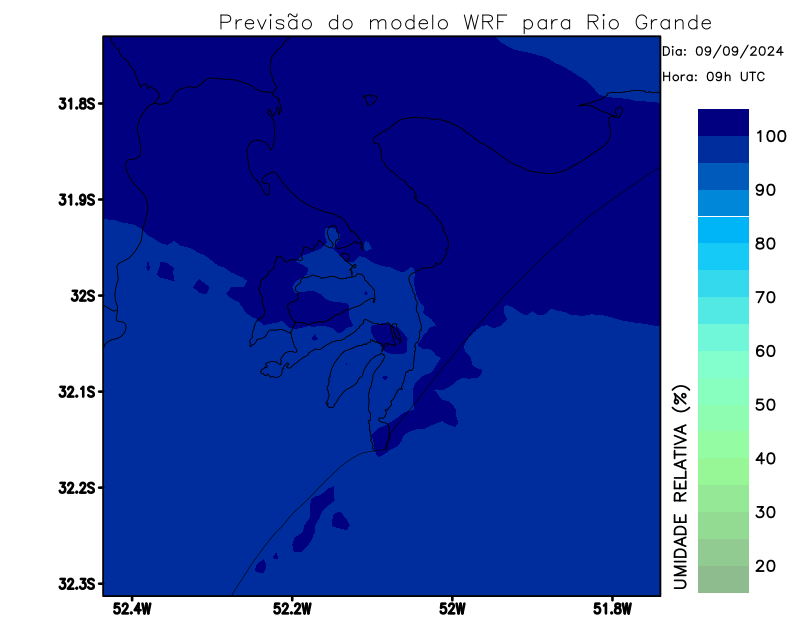 Previsão do modelo WRF para Rio Grande
Dia: 09/09/2024
Hora: 09h UTC
31.8S
31.9S
32S
32.1S
32.2S
32.3S
52.4W
52.2W
52W
51.8W
UMIDADE RELATIVA (%)
100
90
80
70
60
50
40
30
20